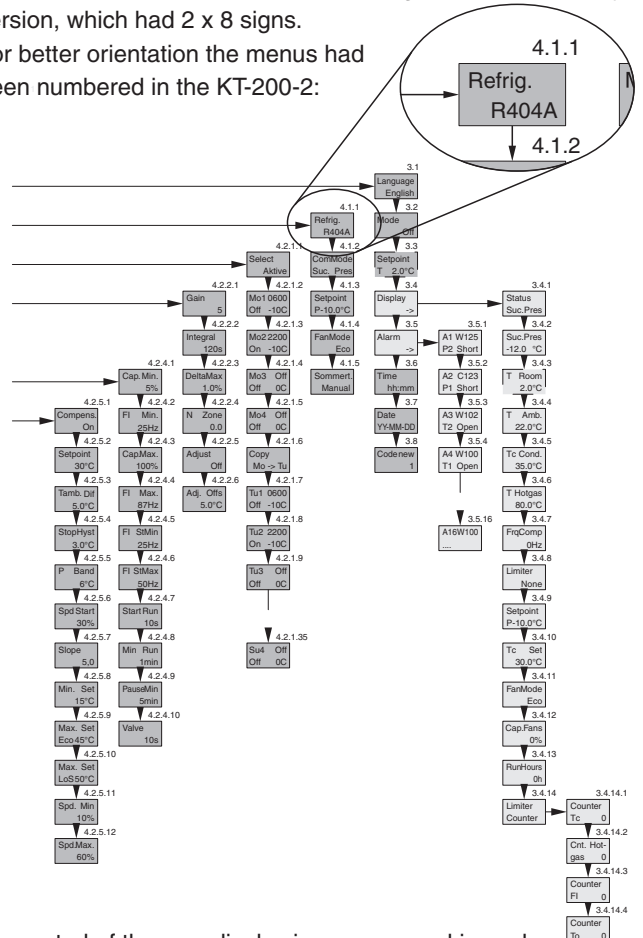 ersion, which had 2 x 8 signs.
or better orientation the menus had
een numbered in the KT-200-2:
4.1.1
Refrig.
R404A
4.1.2
3.1
Language
English
3.2
Mode
Off
3.3
Setpoint
T 2.0°C
3.4
Display
->
3.5
Alarm
->
3.6
Time
hh:mm
3.7
Date
YY-MM-DD
3.8
Codenew
1
4.1.1
Refrig.
R404A
4.1.2
ComMode
Suc. Pres
4.1.3
Setpoint
P-10.0°C
4.1.4
FanMode
Eco
4.1.5
Sommert.
Manual
4.2.1.1
Select
Aktive
4.2.1.2
Mo1 0600
Off -10C
4.2.1.3
Mo2 2200
On -10C
4.2.1.4
Mo3 Off
Off 0C
4.2.1.5
Mo4 Off
Off 0C
4.2.1.6
Copy
Mo -> Tu
4.2.1.7
Tu1 0600
Off -10C
4.2.1.8
Tu2 2200
On -10C
4.2.1.9
Tu3 Off
Off 0C
4.2.1.35
Su4 Off
Off 0C
4.2.2.1
Gain
5
4.2.2.2
Integral
120s
4.2.2.3
DeltaMax
1.0%
4.2.2.4
N Zone
0.0
4.2.2.5
Adjust
Off
4.2.2.6
Adj. Offs
5.0°C
4.2.4.1
Cap. Min.
5%
4.2.4.2
FI Min.
25Hz
4.2.4.3
Cap.Max.
100%
4.2.4.4
FI Max.
87Hz
4.2.4.5
FI StMin
25Hz
4.2.4.6
FI StMax
50Hz
4.2.4.7
Start Run
10s
4.2.4.8
Min Run
1min
4.2.4.9
PauseMin
5min
4.2.4.10
Valve
10s
4.2.5.1
Compens.
On
4.2.5.2
Setpoint
30°C
4.2.5.3
Tamb. Dif
5.0°C
4.2.5.4
StopHyst
3.0°C
4.2.5.5
P Band
6°C
4.2.5.6
Spd Start
30%
4.2.5.7
Slope
5,0
4.2.5.8
Min. Set
15°C
4.2.5.9
Max. Set
Eco45°C
4.2.5.10
Max. Set
LoS50°C
4.2.5.11
Spd. Min
10%
4.2.5.12
Spd.Max.
60%
3.5.1
A1 W125
P2 Short
3.5.2
A2 C123
P1 Short
3.5.3
A3 W102
T2 Open
3.5.4
A4 W100
T1 Open
3.5.16
A16W100
....
3.4.1
Status
Suc.Pres
3.4.2
Suc.Pres
-12.0 °C
3.4.3
T Room
2.0°C
3.4.4
T Amb.
22.0°C
3.4.5
Tc Cond.
35.0°C
3.4.6
T Hotgas
80.0°C
3.4.7
FrqComp
0Hz
3.4.8
Limiter
None
3.4.9
Setpoint
P-10.0°C
3.4.10
Tc Set
30.0°C
3.4.11
FanMode
Eco
3.4.12
Cap.Fans
0%
3.4.13
RunHours
0h
3.4.14
Limiter
Counter
3.4.14.1
Counter
Tc 0
3.4.14.2
Cnt. Hot-
gas 0
3.4.14.3
Counter
FI 0
3.4.14.4
Counter
To 0
of the new display